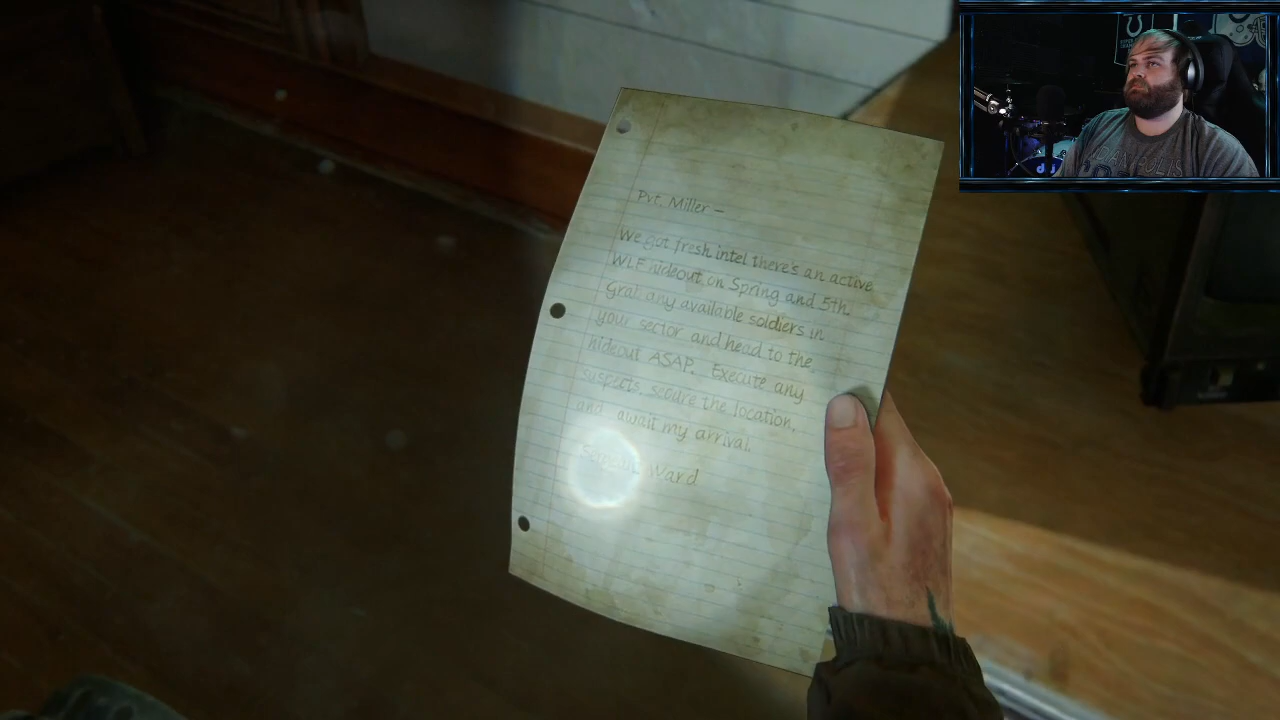 Pvt. Miller –
We got fresh intel there's an active
WLF hideout on Spring and 5th.
Grab any available soldiers in
your sector and head to the
hideout ASAP. Execute any
suspects, secure the location,
and await my arrival.
Ward